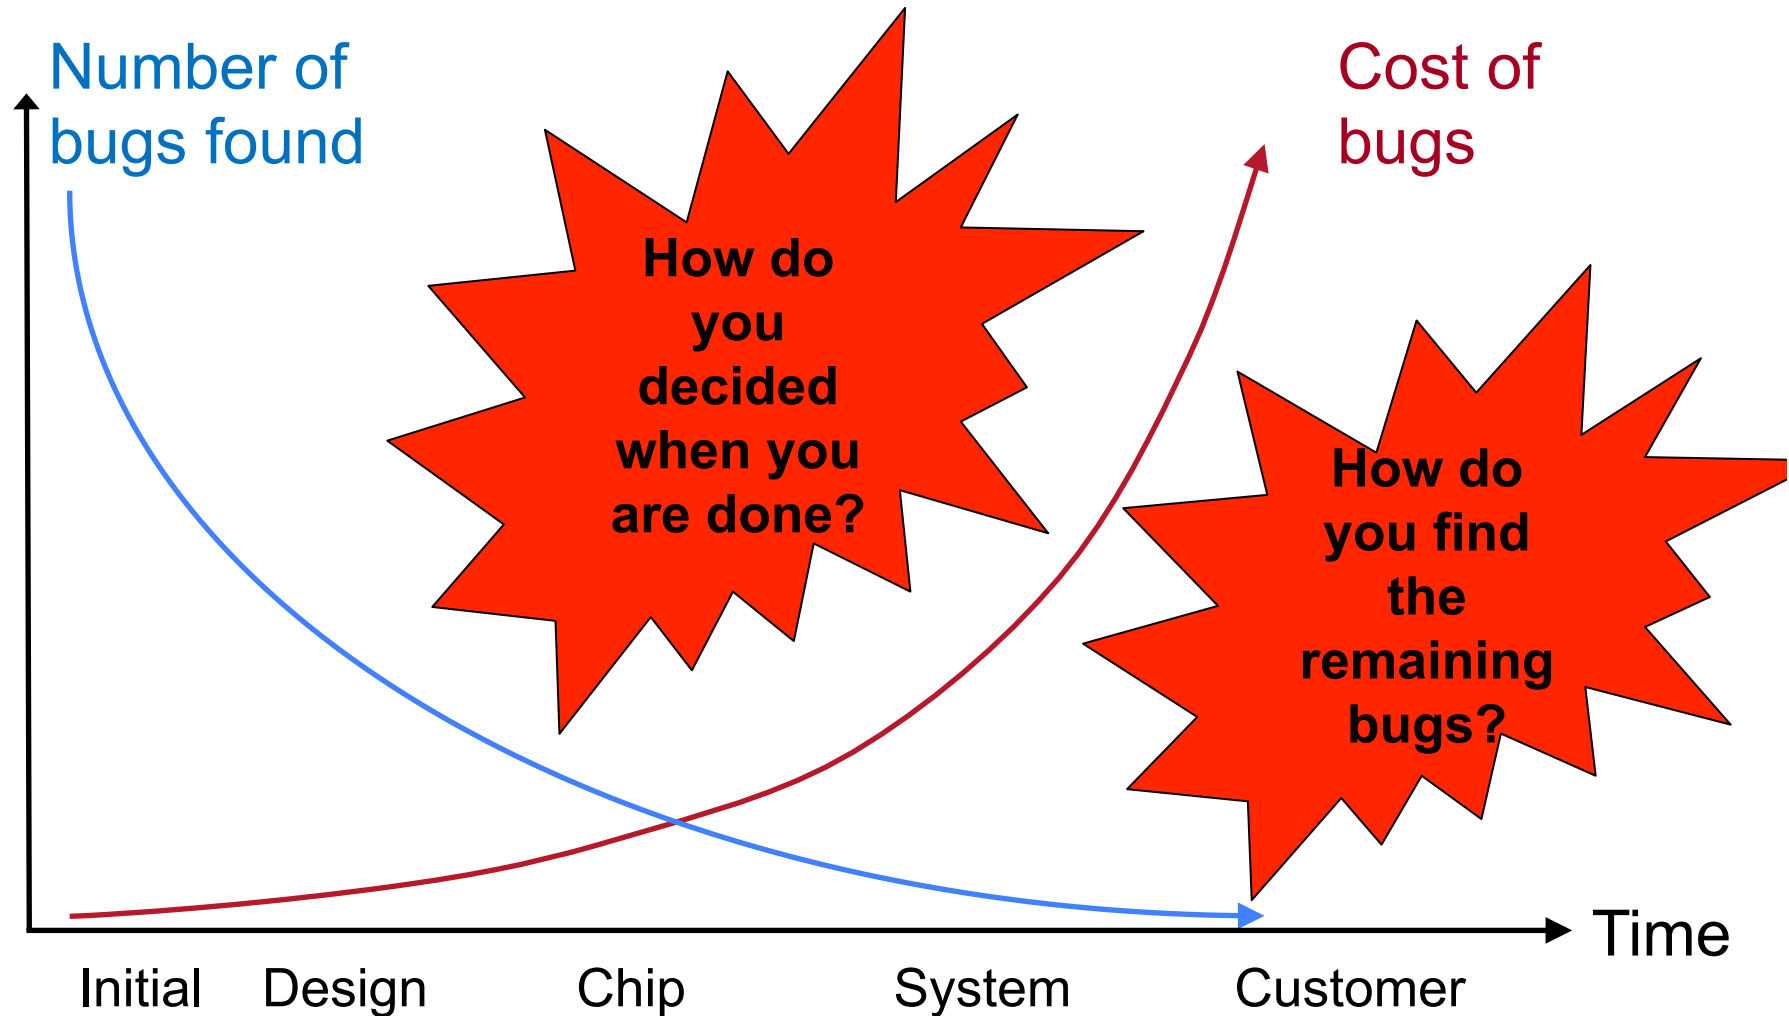 Number of
bugs found
Cost of
bugs
How do
you
decided
when you
are done?
How do
you find
the
remaining
bugs?
Time
Initial
Design
Chip
System
Customer